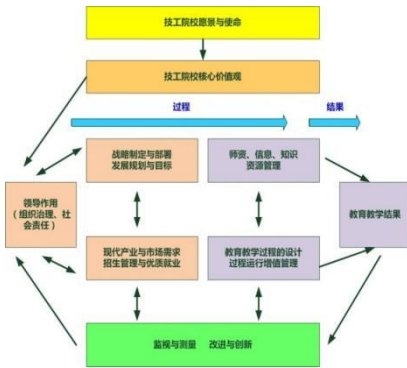 技工院校愿景与使命
技工院校核心价值观
过程
结果
战略制定与部署
发展规划与目标
师资、信息、知识
资源管理
领导作用
（组织治理、社
会责任）
教育教学结果
现代产业与市场需求
招生管理与优质就业
教育教学过程的设计
过程运行增值管理
监视与测量 改进与创新